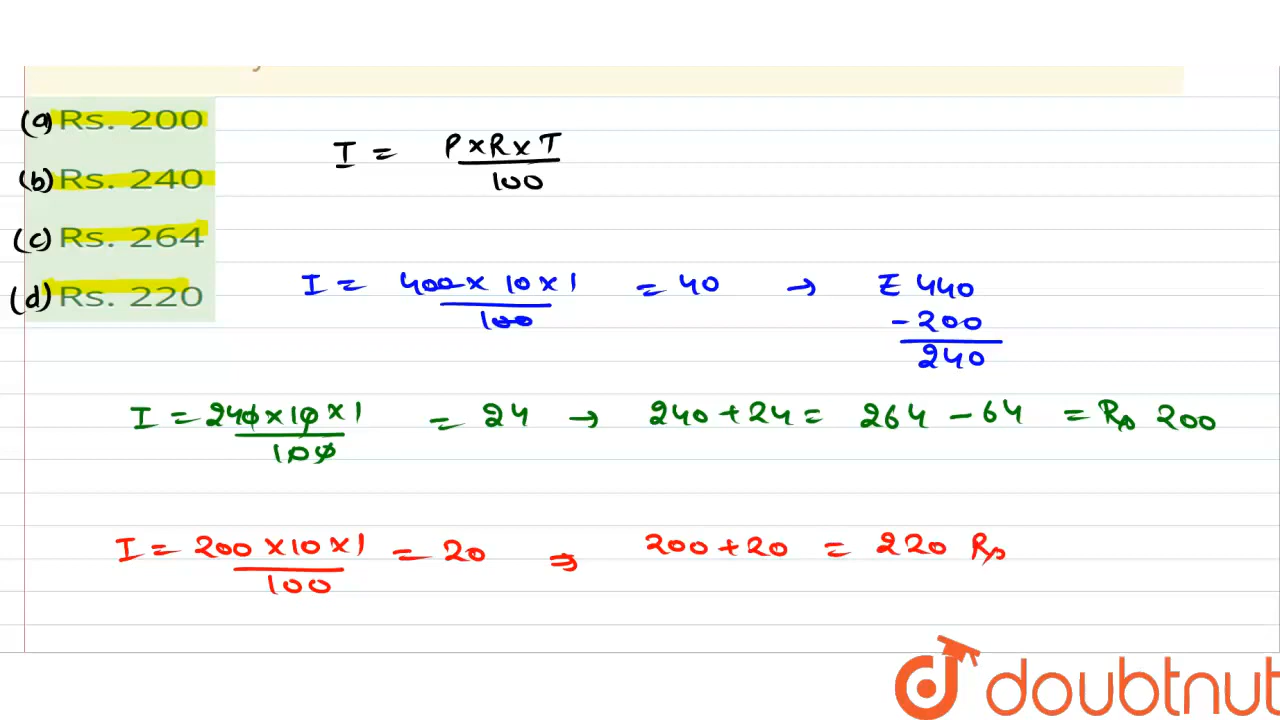 (a) Rs. 200
(b) Rs. 240
(c) Rs. 264
(d) Rs. 220
I = P×R×T
100
I = 400× 10×1 = 40 → ₹ 440
100
- 200
240
I = 240×10×1 = 24 → 240+24 = 264 - 64 = Rs 200
100
I = 200×10×1 = 20 ⇒ 200+20 = 220 Rs
100
doubtnut